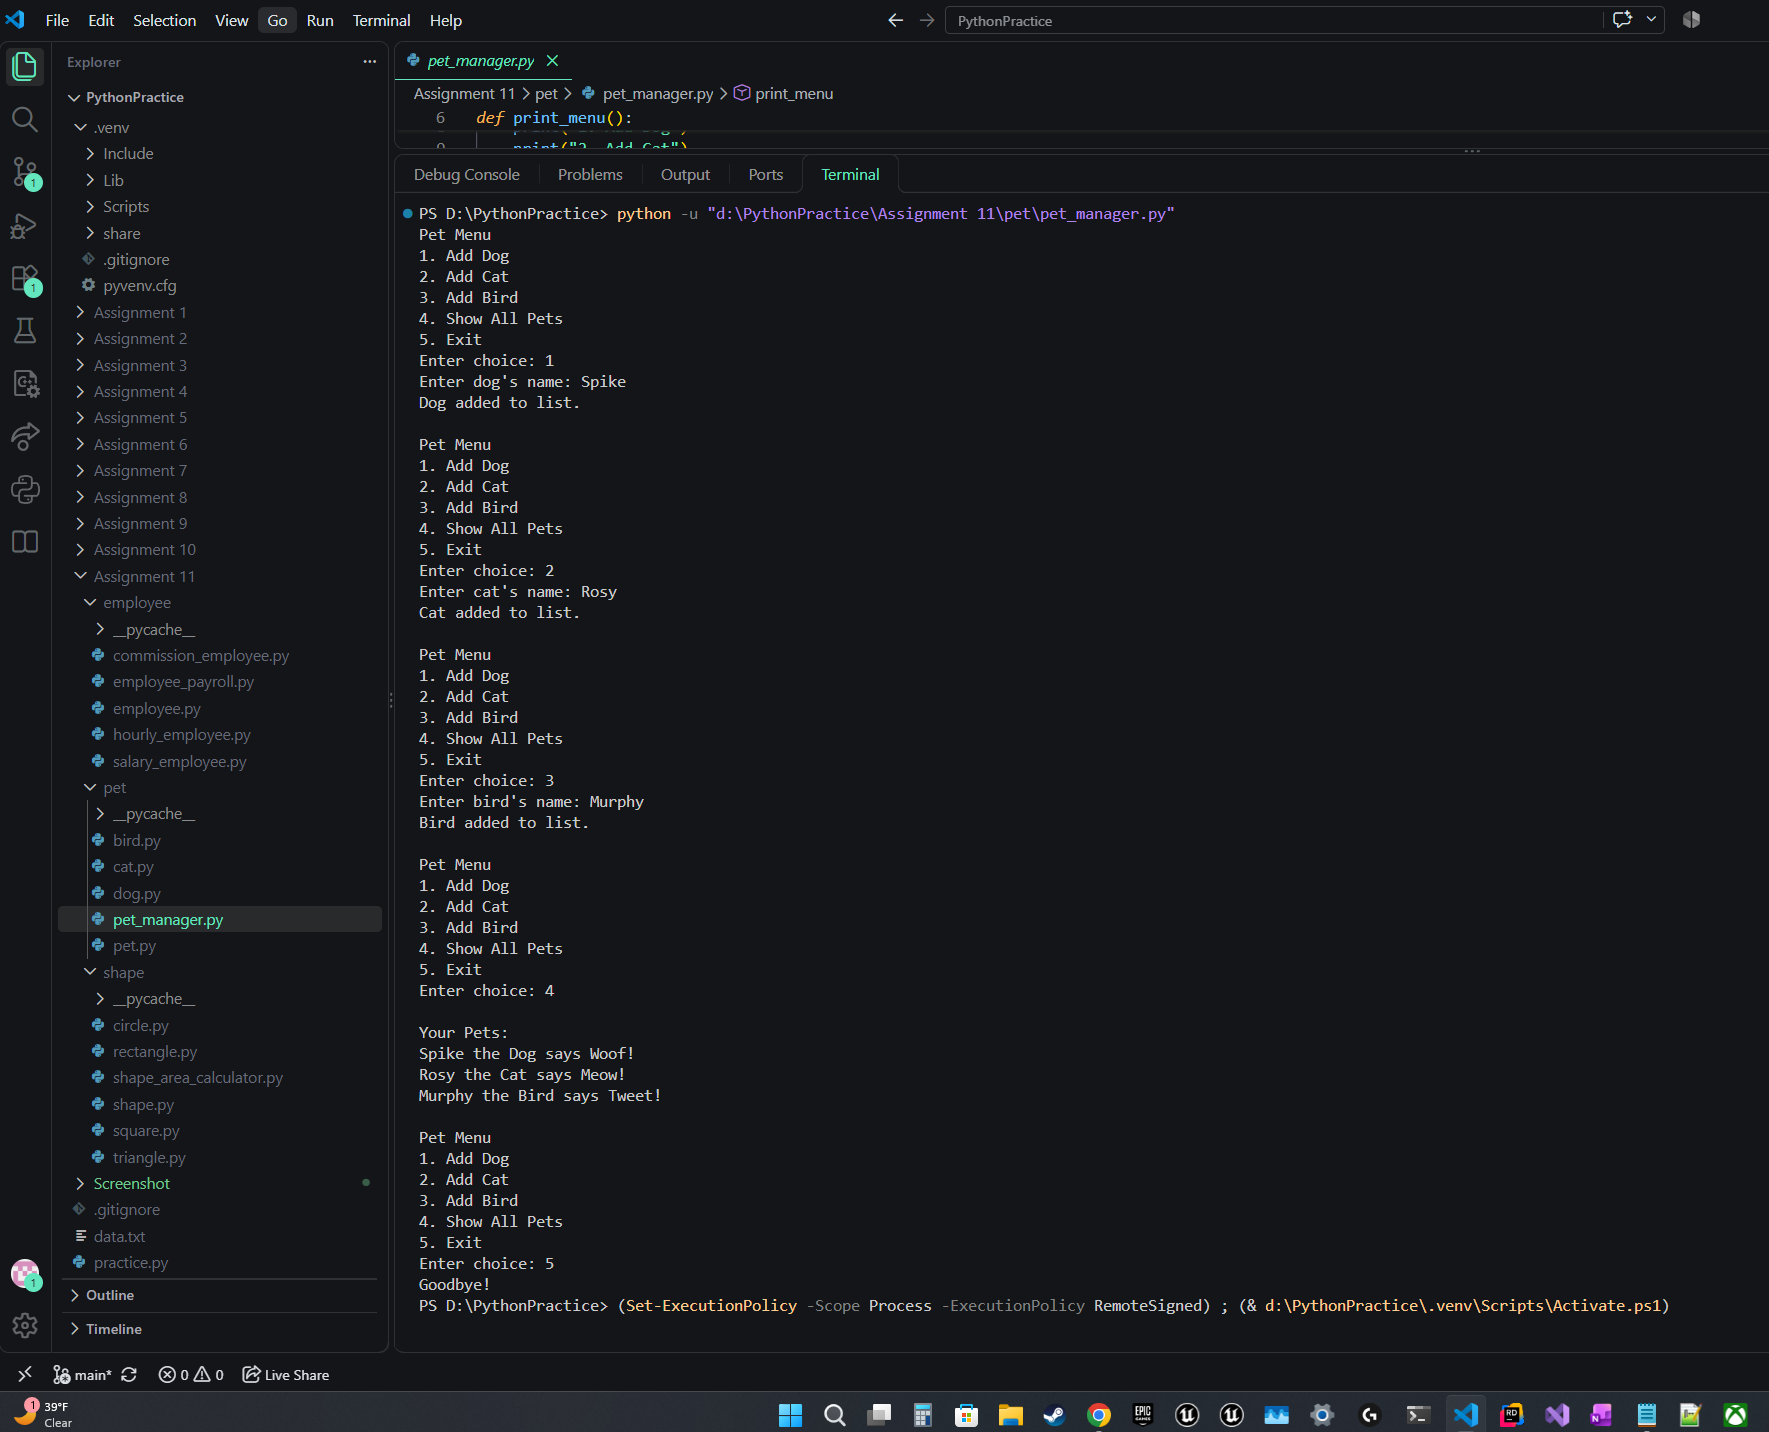 File Edit Selection View Go Run Terminal Help
PythonPractice
Explorer
PythonPractice
.venv
Include
Lib
Scripts
share
.gitignore
pyvenv.cfg
Assignment 1
Assignment 2
Assignment 3
Assignment 4
Assignment 5
Assignment 6
Assignment 7
Assignment 8
Assignment 9
Assignment 10
Assignment 11
employee
__pycache__
commission_employee.py
employee_payroll.py
employee.py
hourly_employee.py
salary_employee.py
pet
__pycache__
bird.py
cat.py
dog.py
pet_manager.py
pet.py
shape
__pycache__
circle.py
rectangle.py
shape_area_calculator.py
shape.py
square.py
triangle.py
Screenshot
.gitignore
data.txt
practice.py
Outline
Timeline
1
1
1
pet_manager.py
Assignment 11 > pet > pet_manager.py > print_menu
6 def print_menu():
9 print("2. Add Cat")
Debug Console Problems Output Ports Terminal
PS D:\PythonPractice> python -u "d:\PythonPractice\Assignment 11\pet\pet_manager.py"
Pet Menu
1. Add Dog
2. Add Cat
3. Add Bird
4. Show All Pets
5. Exit
Enter choice: 1
Enter dog's name: Spike
Dog added to list.
Pet Menu
1. Add Dog
2. Add Cat
3. Add Bird
4. Show All Pets
5. Exit
Enter choice: 2
Enter cat's name: Rosy
Cat added to list.
Pet Menu
1. Add Dog
2. Add Cat
3. Add Bird
4. Show All Pets
5. Exit
Enter choice: 3
Enter bird's name: Murphy
Bird added to list.
Pet Menu
1. Add Dog
2. Add Cat
3. Add Bird
4. Show All Pets
5. Exit
Enter choice: 4
Your Pets:
Spike the Dog says Woof!
Rosy the Cat says Meow!
Murphy the Bird says Tweet!
Pet Menu
1. Add Dog
2. Add Cat
3. Add Bird
4. Show All Pets
5. Exit
Enter choice: 5
Goodbye!
PS D:\PythonPractice> (Set-ExecutionPolicy -Scope Process -ExecutionPolicy RemoteSigned) ; (& d:\PythonPractice\.venv\Scripts\Activate.ps1)
main* 0 0 Live Share
1
39°F
Clear
EPIC GAMES
RD
N